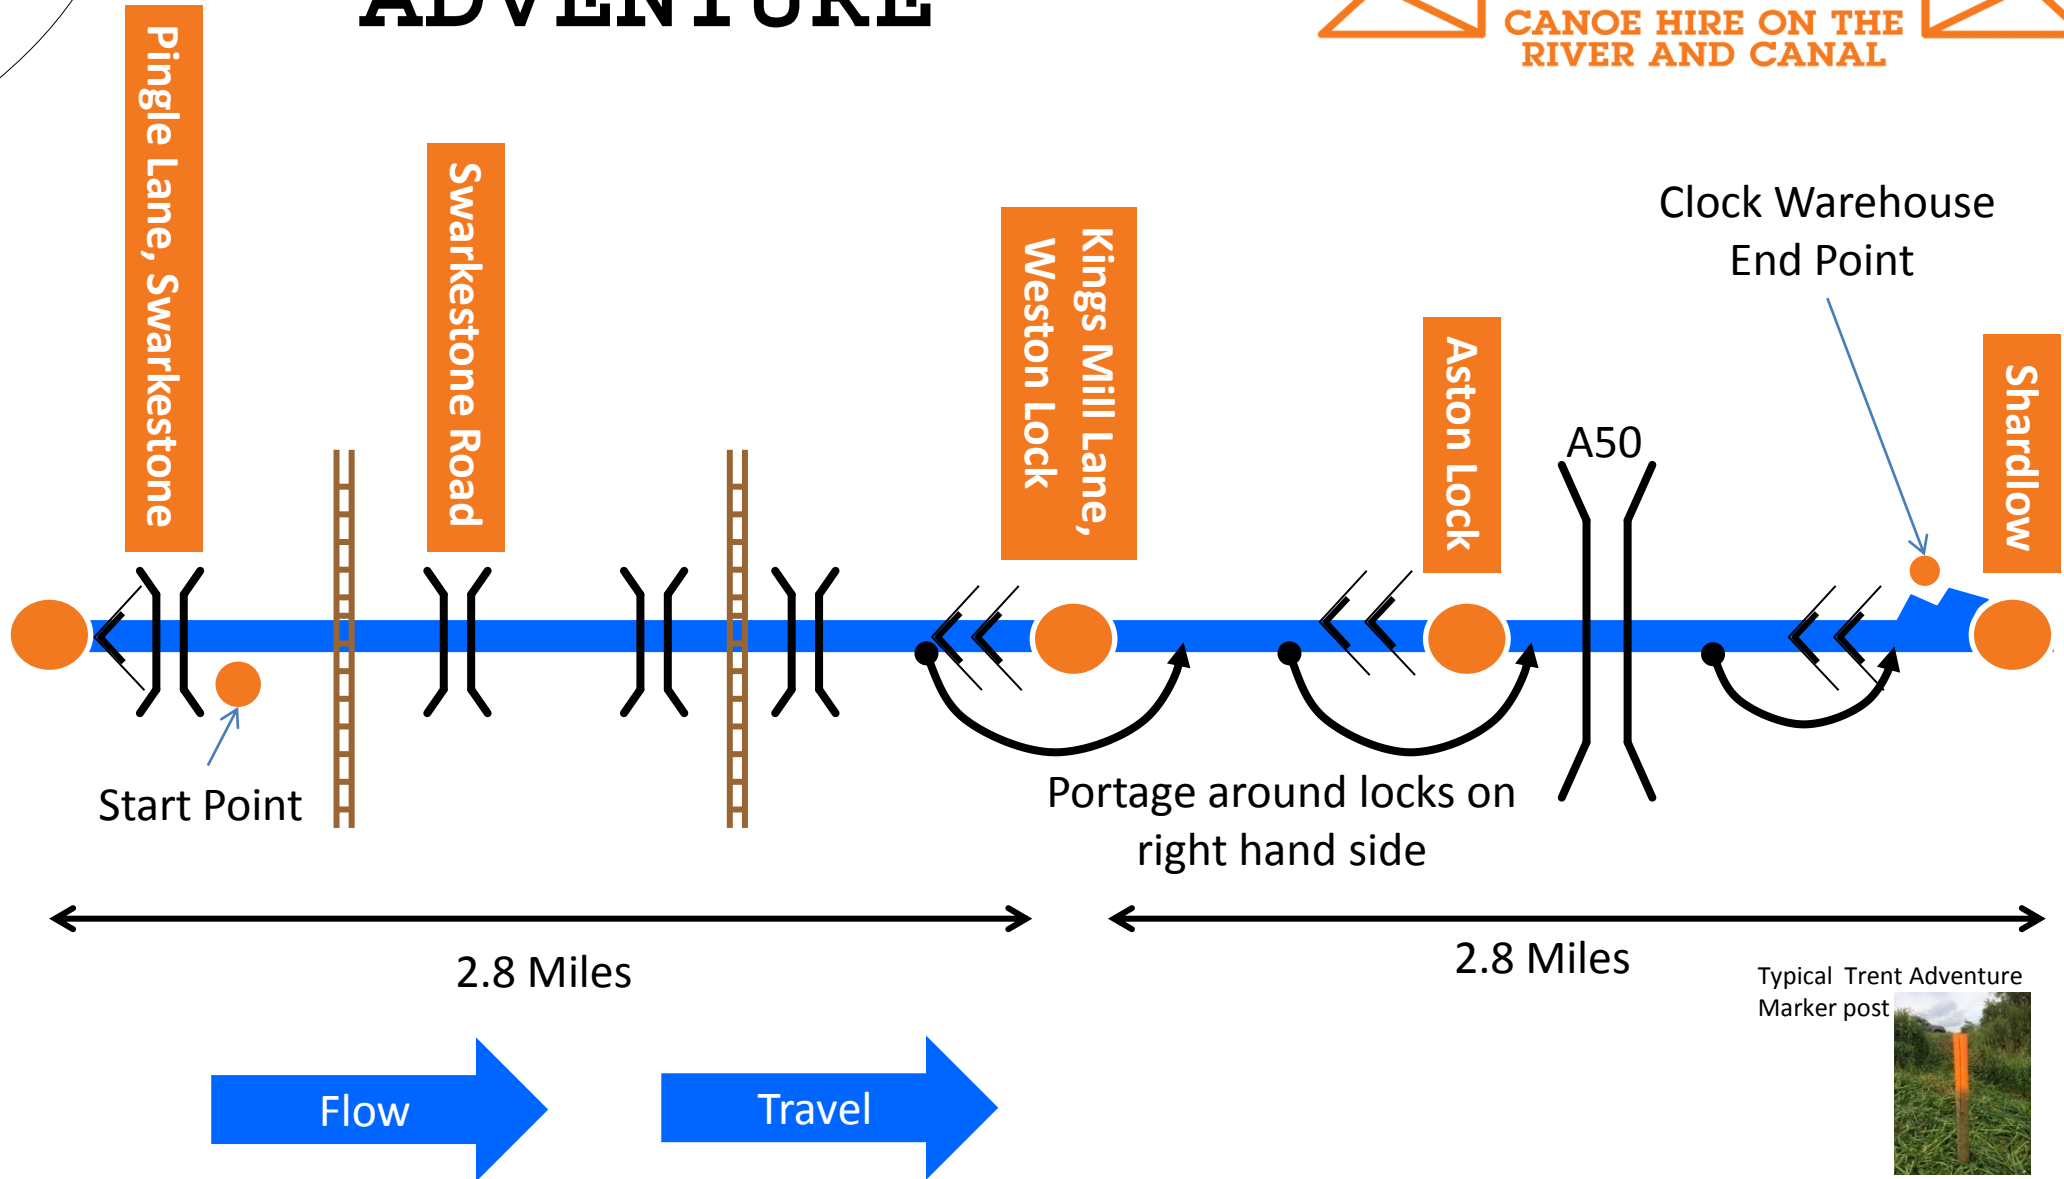 ADVENTURE
CANOE HIRE ON THE
RIVER AND CANAL
Pingle Lane, Swarkestone
Swarkestone Road
Kings Mill Lane,
Weston Lock
Aston Lock
Clock Warehouse
End Point
Shardlow
A50
Start Point
Portage around locks on
right hand side
2.8 Miles
2.8 Miles
Typical Trent Adventure
Marker post
Flow
Travel